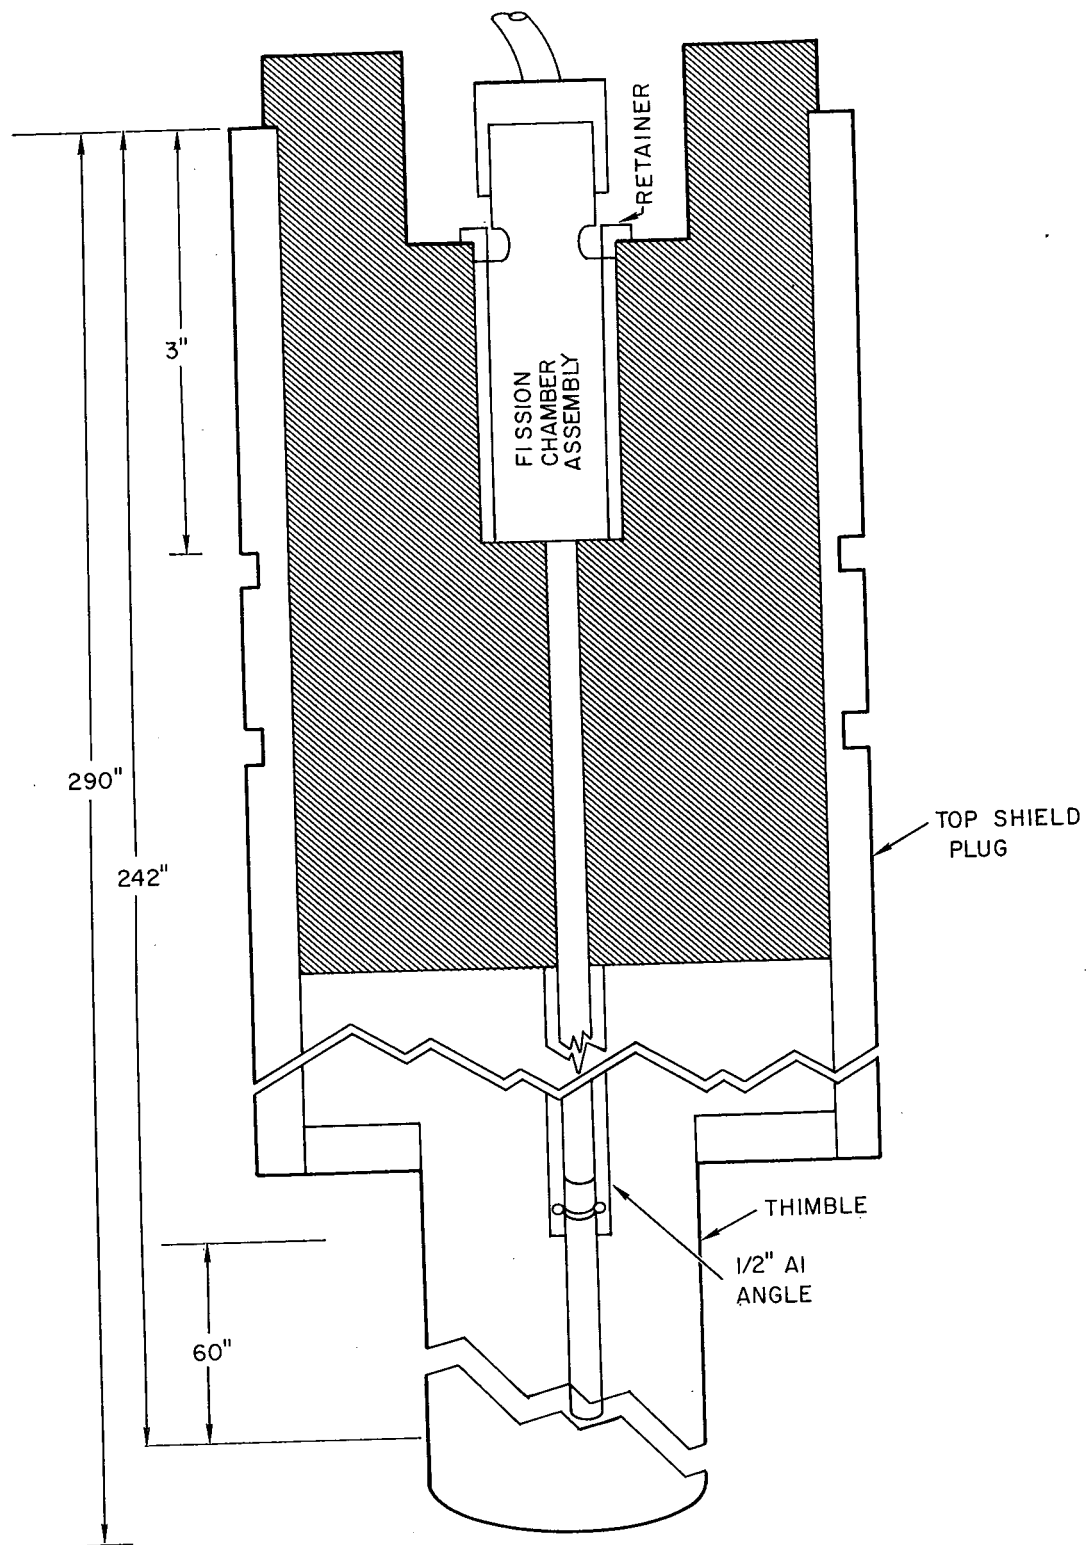 RETAINER
3"
FISSION
CHAMBER
ASSEMBLY
290"
TOP SHIELD
PLUG
242"
THIMBLE
1/2" Al
ANGLE
60"